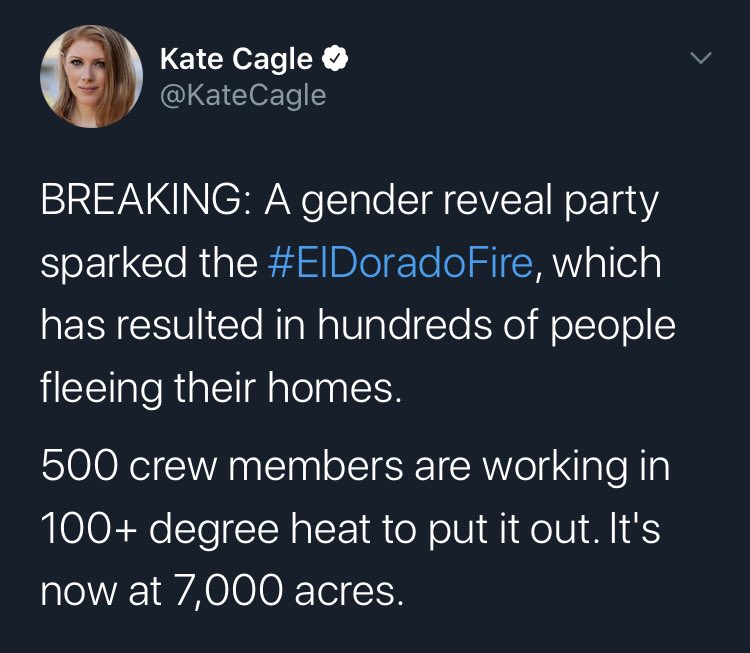 Kate Cagle
@KateCagle
BREAKING: A gender reveal party
sparked the #ElDoradoFire, which
has resulted in hundreds of people
fleeing their homes.
500 crew members are working in
100+ degree heat to put it out. It's
now at 7,000 acres.